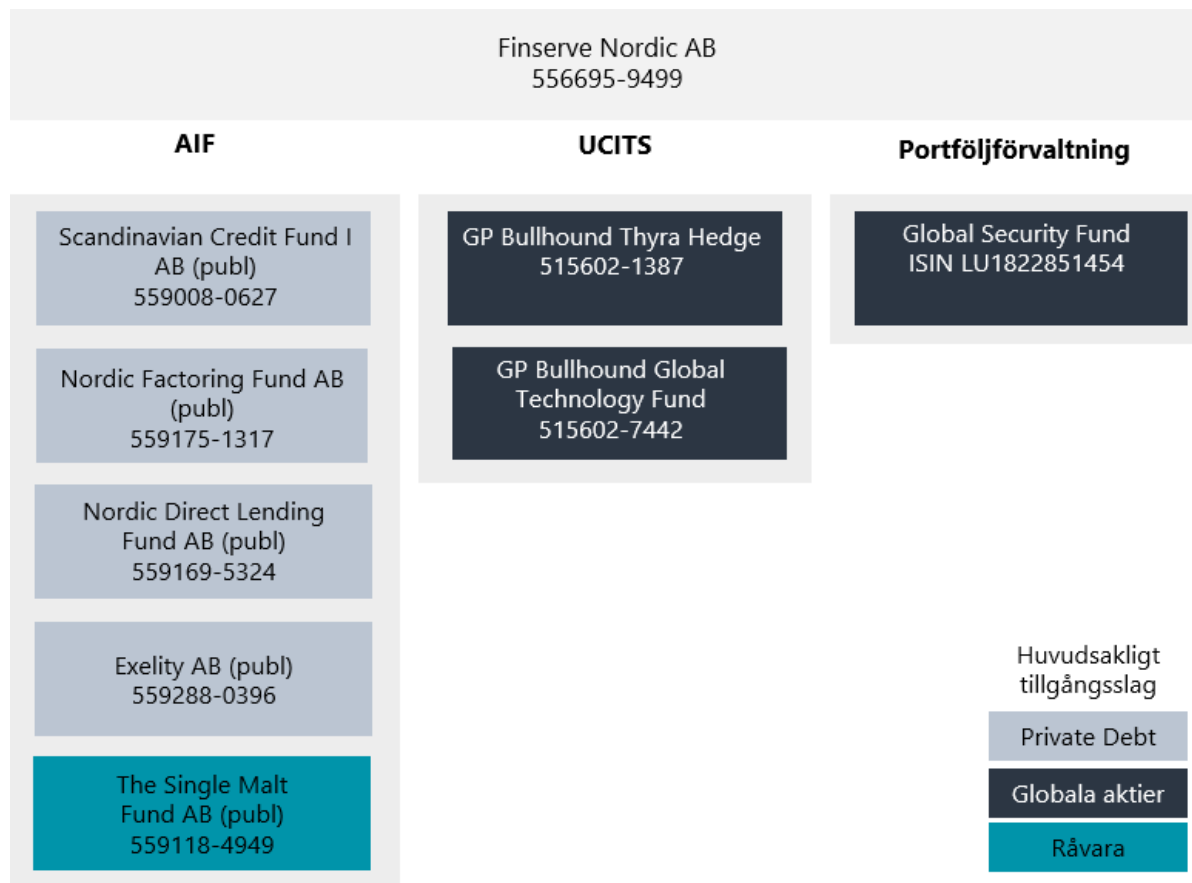 Finserve Nordic AB
556695-9499
AIF
Scandinavian Credit Fund I
AB (publ)
559008-0627
Nordic Factoring Fund AB
(publ)
559175-1317
Nordic Direct Lending
Fund AB (publ)
559169-5324
Exelity AB (publ)
559288-0396
The Single Malt
Fund AB (publ)
559118-4949
UCITS
GP Bullhound Thyra Hedge
515602-1387
GP Bullhound Global
Technology Fund
515602-7442
Portföljförvaltning
Global Security Fund
ISIN LU1822851454
Huvudsakligt
tillgångsslag
Private Debt
Globala aktier
Råvara